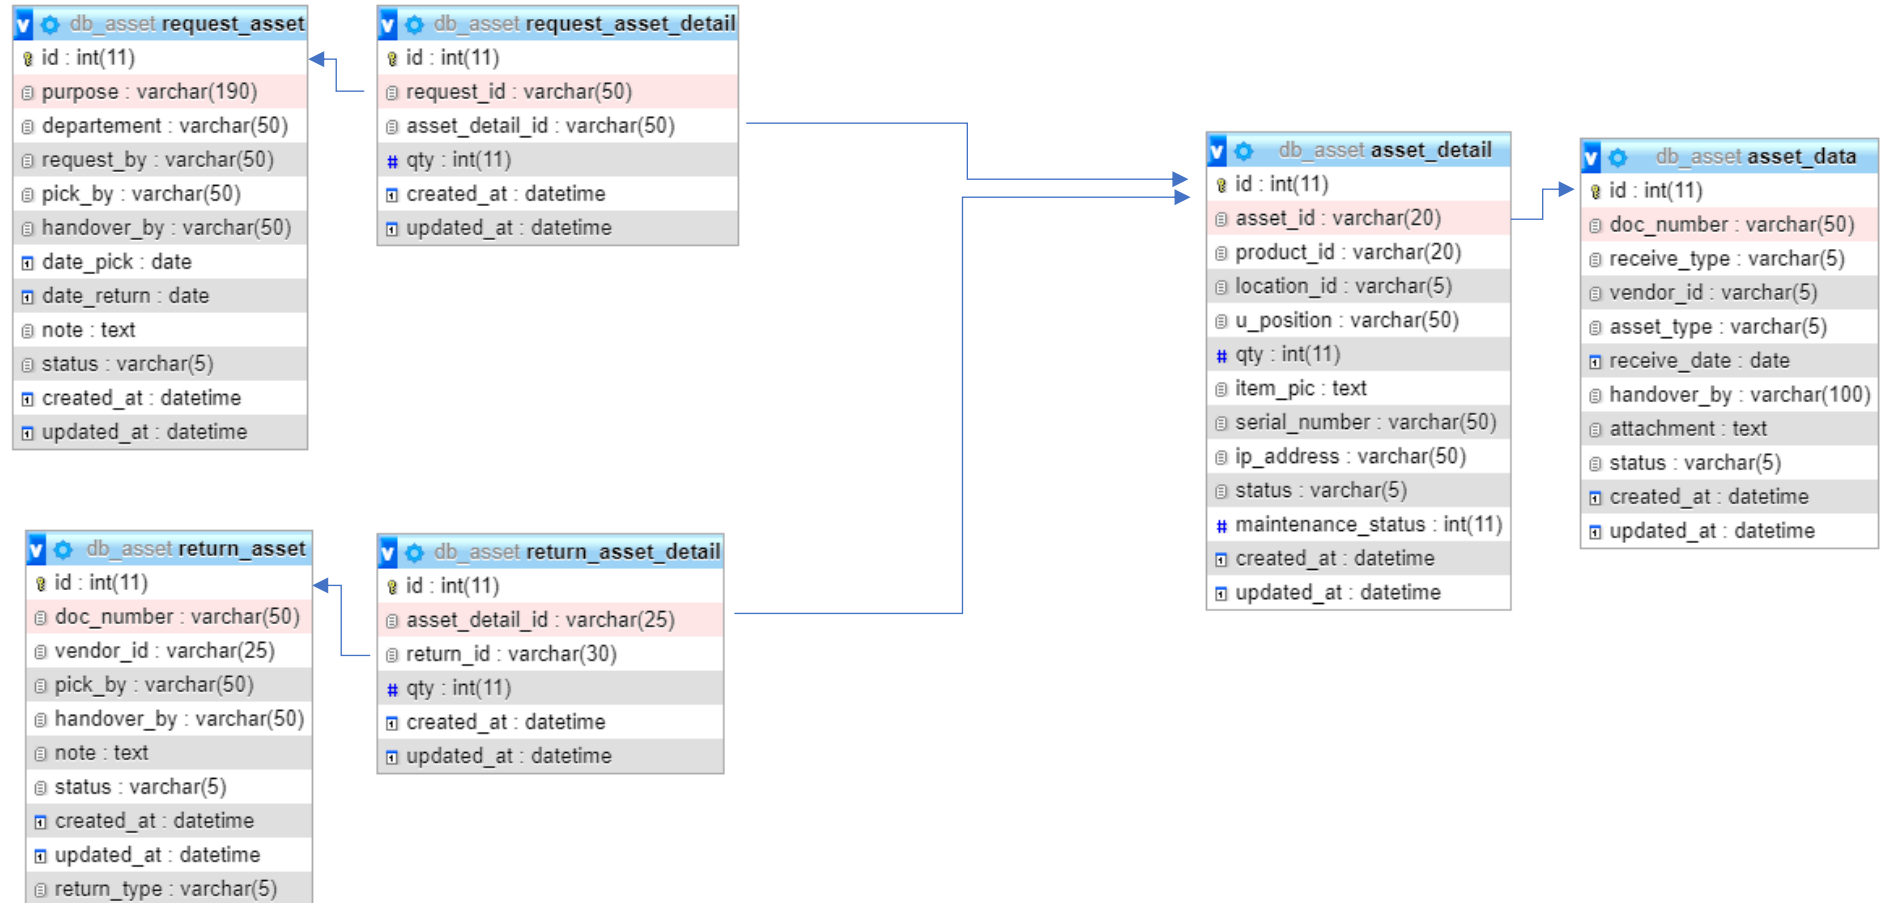 db_asset request_asset
id : int(11)
purpose : varchar(190)
departement : varchar(50)
request_by : varchar(50)
pick_by : varchar(50)
handover_by : varchar(50)
date_pick : date
date_return : date
note : text
status : varchar(5)
created_at : datetime
updated_at : datetime
db_asset request_asset_detail
id : int(11)
request_id : varchar(50)
asset_detail_id : varchar(50)
# qty : int(11)
created_at : datetime
updated_at : datetime
db_asset asset_detail
id : int(11)
asset_id : varchar(20)
product_id : varchar(20)
location_id : varchar(5)
u_position : varchar(50)
# qty : int(11)
item_pic : text
serial_number : varchar(50)
ip_address : varchar(50)
status : varchar(5)
# maintenance_status : int(11)
created_at : datetime
updated_at : datetime
db_asset asset_data
id : int(11)
doc_number : varchar(50)
receive_type : varchar(5)
vendor_id : varchar(5)
asset_type : varchar(5)
receive_date : date
handover_by : varchar(100)
attachment : text
status : varchar(5)
created_at : datetime
updated_at : datetime
db_asset return_asset
id : int(11)
doc_number : varchar(50)
vendor_id : varchar(25)
pick_by : varchar(50)
handover_by : varchar(50)
note : text
status : varchar(5)
created_at : datetime
updated_at : datetime
return_type : varchar(5)
db_asset return_asset_detail
id : int(11)
asset_detail_id : varchar(25)
return_id : varchar(30)
# qty : int(11)
created_at : datetime
updated_at : datetime